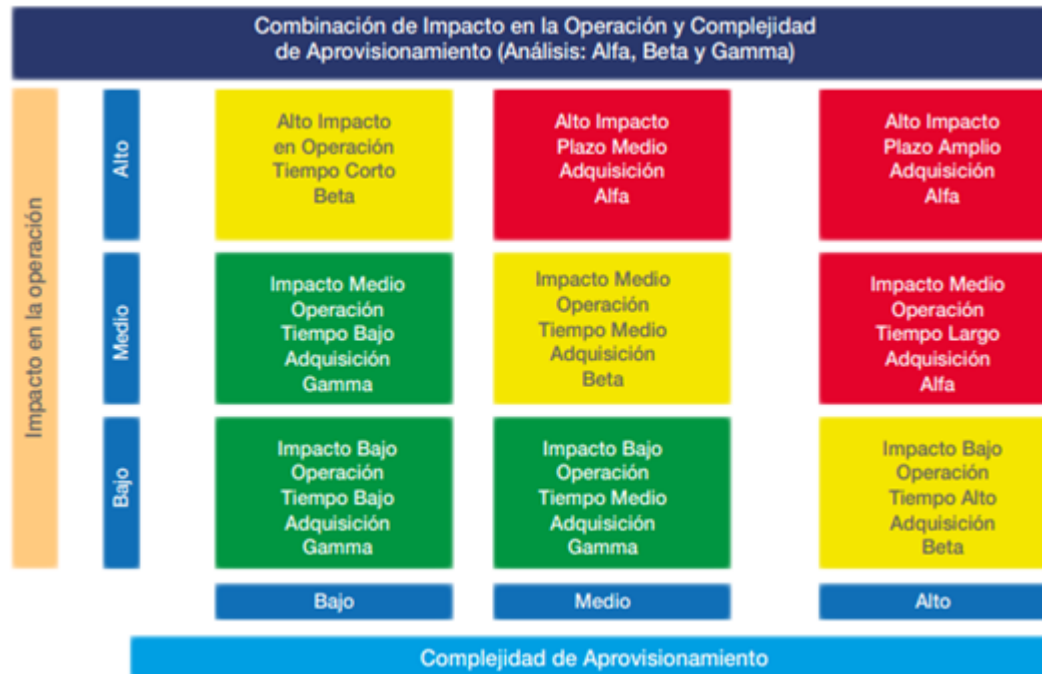 Combinación de Impacto en la Operación y Complejidad
de Aprovisionamiento (Análisis: Alfa, Beta y Gamma)
Impacto en la operación
Alto
Alto Impacto
en Operación
Tiempo Corto
Beta
Alto Impacto
Plazo Medio
Adquisición
Alfa
Alto Impacto
Plazo Amplio
Adquisición
Alfa
Medio
Impacto Medio
Operación
Tiempo Bajo
Adquisición
Gamma
Impacto Medio
Operación
Tiempo Medio
Adquisición
Beta
Impacto Medio
Operación
Tiempo Largo
Adquisición
Alfa
Bajo
Impacto Bajo
Operación
Tiempo Bajo
Adquisición
Gamma
Impacto Bajo
Operación
Tiempo Medio
Adquisición
Gamma
Impacto Bajo
Operación
Tiempo Alto
Adquisición
Beta
Bajo
Medio
Alto
Complejidad de Aprovisionamiento